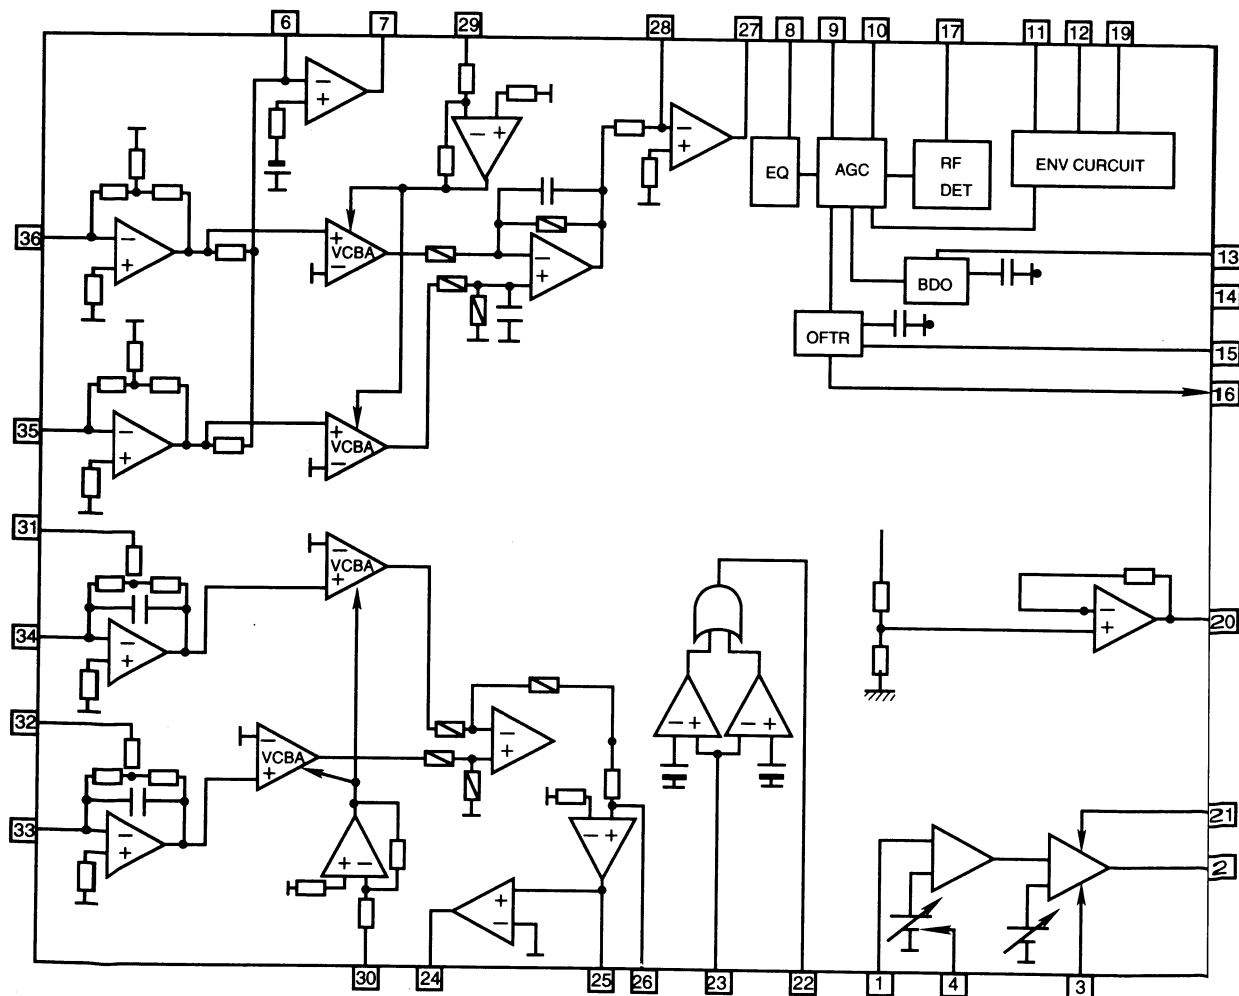 6 7 29 28 27 8 9 10 17 11 12 19
− +
− +
− +
EQ AGC RF DET ENV CURCUIT
36 − + + VCBA − − + 13
BDO 14
OFTR 15
16
35 − + + VCBA −
31 − VCBA +
34 − + − + 20
32 − VCBA + − + − + − +
33 − + + − − + 21
2
+ −
30 24 25 26 23 22 1 4 3